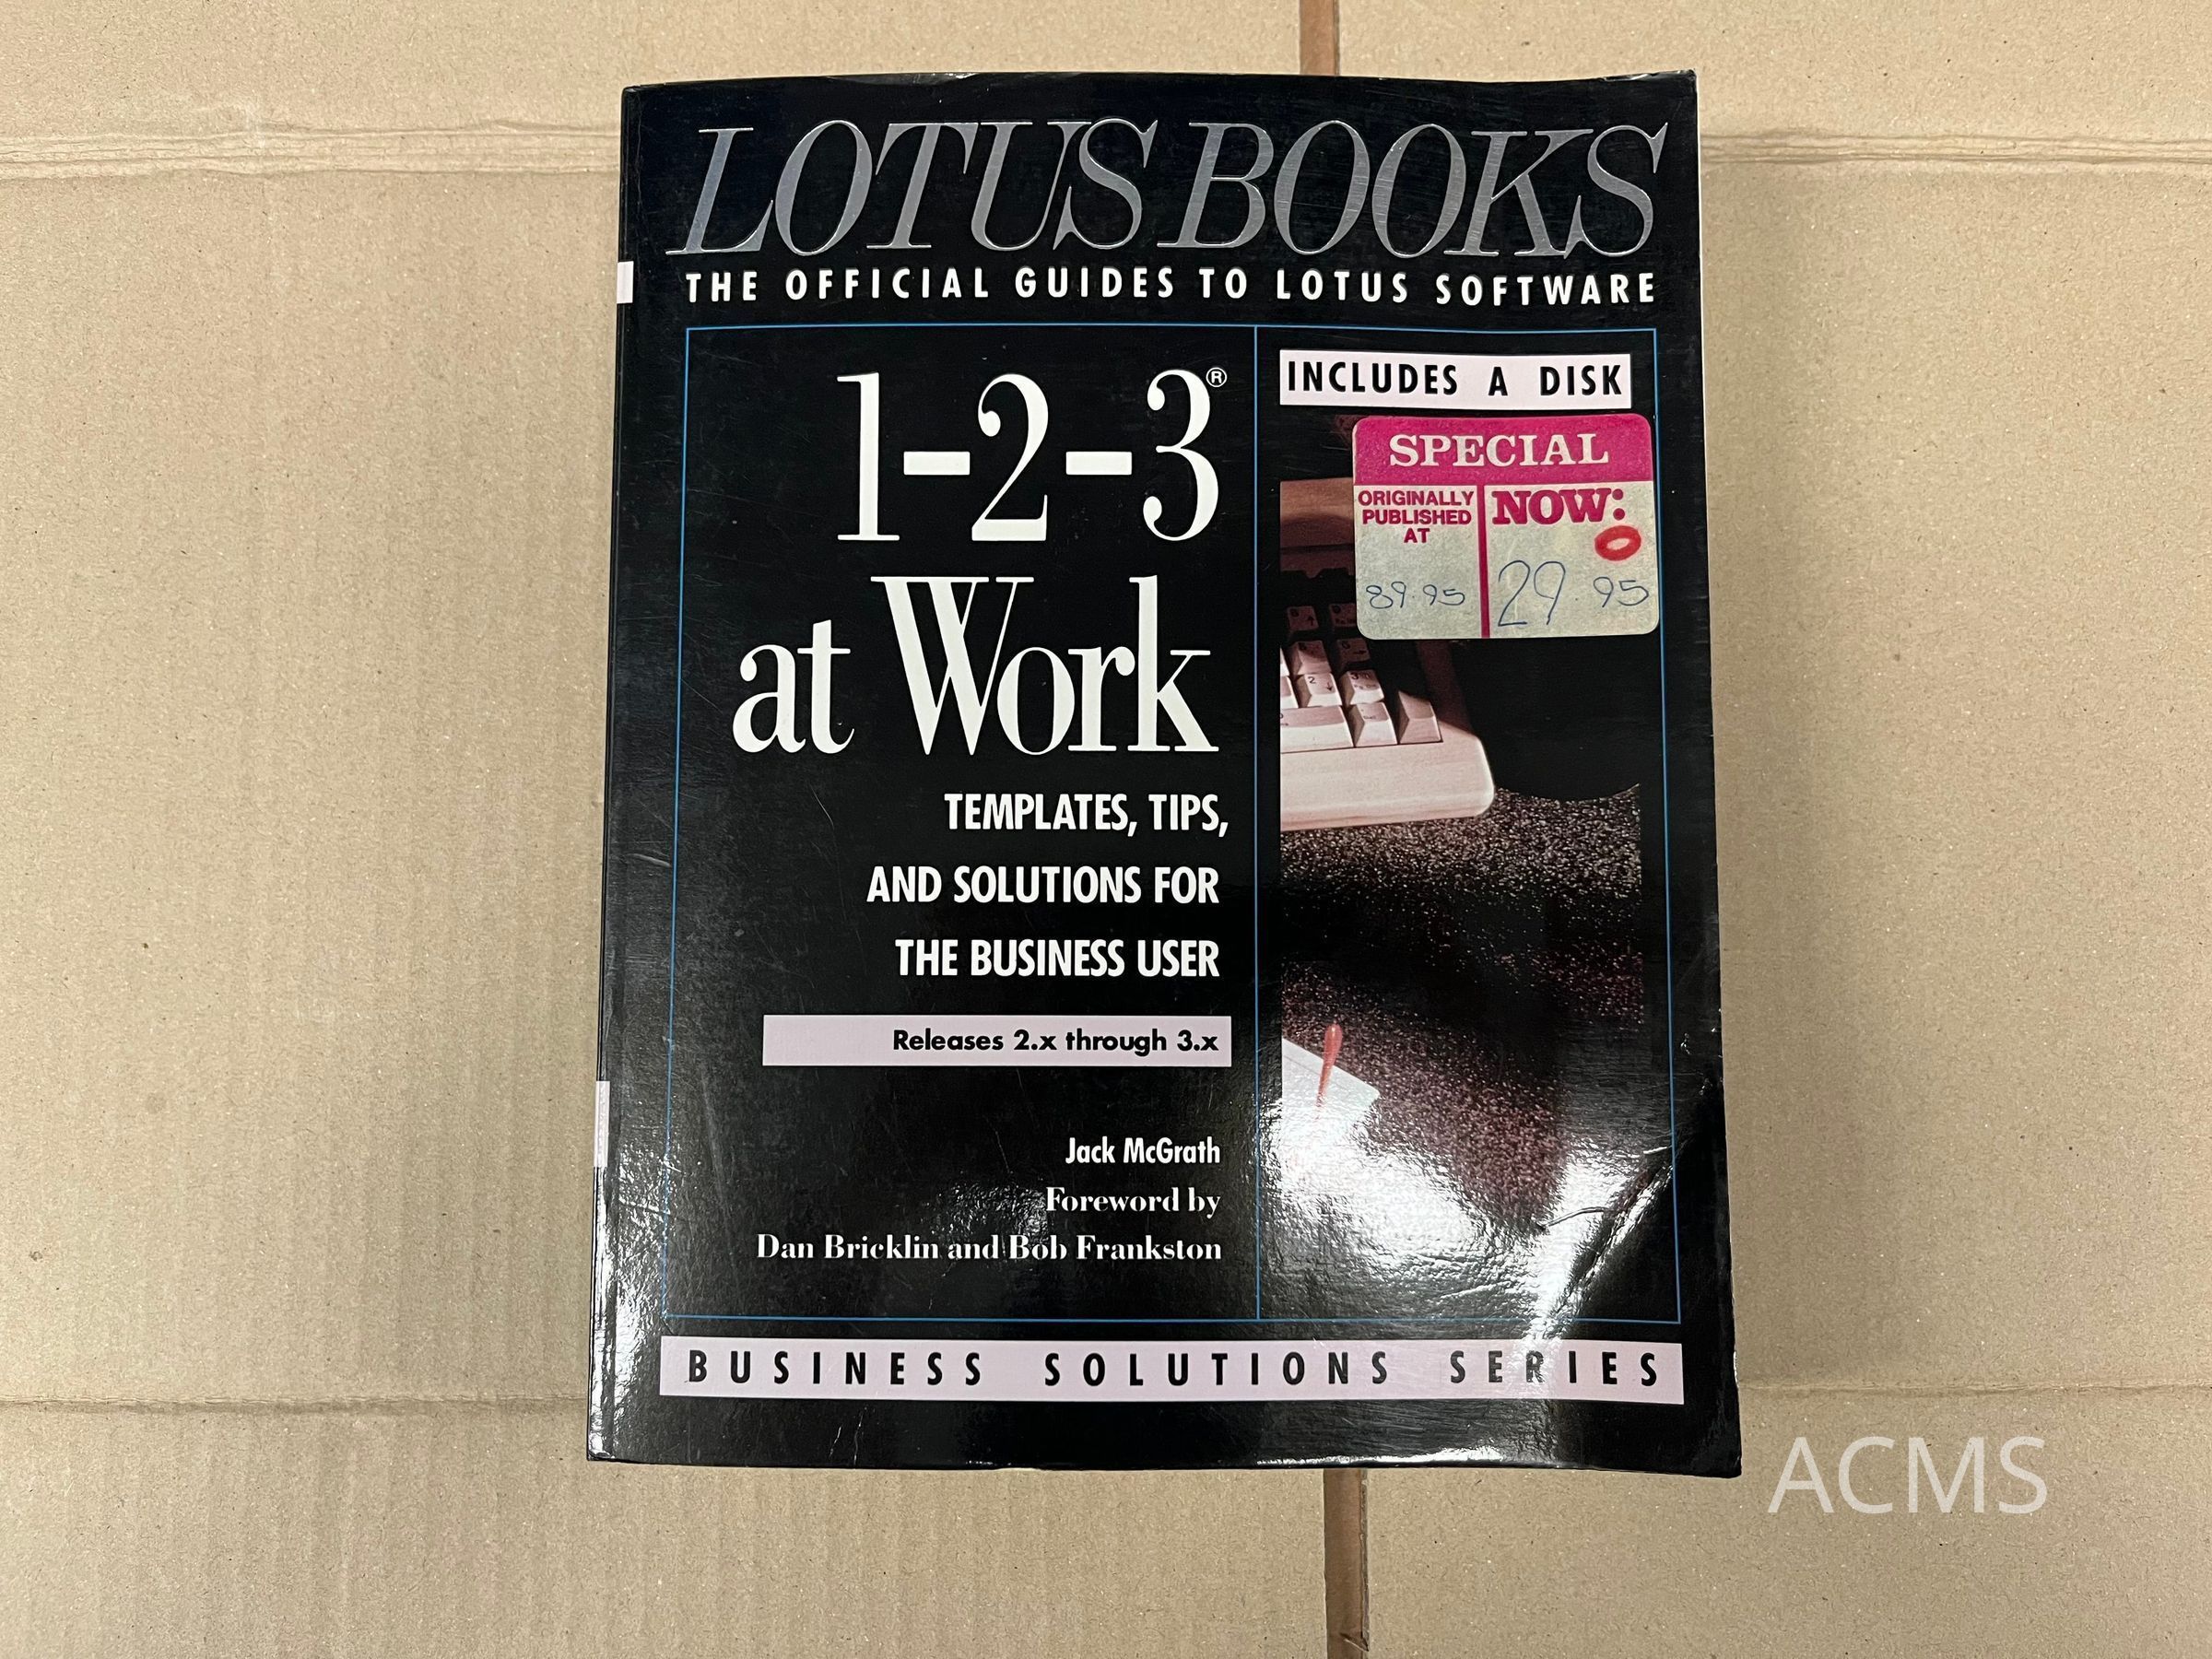 LOTUS BOOKS
THE OFFICIAL GUIDES TO LOTUS SOFTWARE
1-2-3®
at Work
TEMPLATES, TIPS,
AND SOLUTIONS FOR
THE BUSINESS USER
Releases 2.x through 3.x
Jack McGrath
Foreword by
Dan Bricklin and Bob Frankston
INCLUDES A DISK
SPECIAL
ORIGINALLY
PUBLISHED
AT
89.95
NOW:
29.95
BUSINESS SOLUTIONS SERIES
ACMS